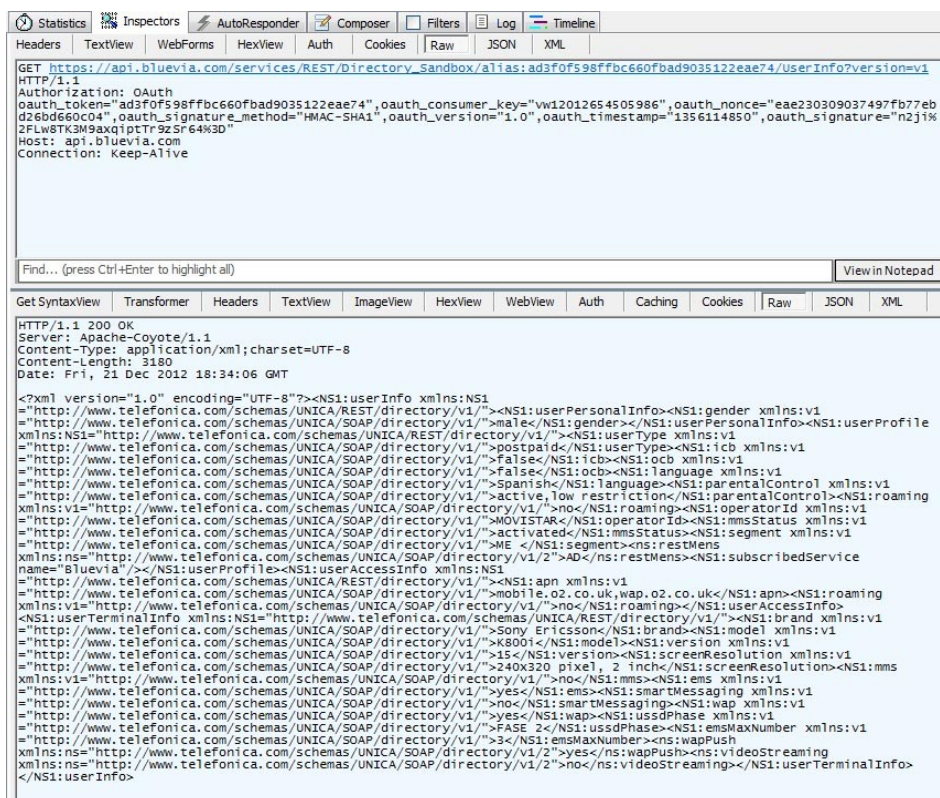 Statistics Inspectors AutoResponder Composer Filters Log Timeline
Headers TextView WebForms HexView Auth Cookies Raw JSON XML
GET https://api.bluevia.com/services/REST/Directory_Sandbox/alias:ad3f0f598ffbc660fbad9035122eae74/UserInfo?version=v1
HTTP/1.1
Authorization: OAuth
oauth_token="ad3f0f598ffbc660fbad9035122eae74",oauth_consumer_key="vw12012654505986",oauth_nonce="eae230309037497fb77eb
d26bd660c04",oauth_signature_method="HMAC-SHA1",oauth_version="1.0",oauth_timestamp="1356114850",oauth_signature="n2ji%
2FLw8TK3M9axqiptTr9zSr64%3D"
Host: api.bluevia.com
Connection: Keep-Alive
Find... (press Ctrl+Enter to highlight all) View in Notepad
Get SyntaxView Transformer Headers TextView ImageView HexView WebView Auth Caching Cookies Raw JSON XML
HTTP/1.1 200 OK
Server: Apache-Coyote/1.1
Content-Type: application/xml;charset=UTF-8
Content-Length: 3180
Date: Fri, 21 Dec 2012 18:34:06 GMT
<?xml version="1.0" encoding="UTF-8"?><NS1:userInfo xmlns:NS1
="http://www.telefonica.com/schemas/UNICA/REST/directory/v1/"><NS1:userPersonalInfo><NS1:gender xmlns:v1
="http://www.telefonica.com/schemas/UNICA/SOAP/directory/v1/">male</NS1:gender></NS1:userPersonalInfo><NS1:userProfile
xmlns:NS1="http://www.telefonica.com/schemas/UNICA/REST/directory/v1/"><NS1:userType xmlns:v1
="http://www.telefonica.com/schemas/UNICA/SOAP/directory/v1/">postpaid</NS1:userType><NS1:icb xmlns:v1
="http://www.telefonica.com/schemas/UNICA/SOAP/directory/v1/">false</NS1:icb><NS1:ocb xmlns:v1
="http://www.telefonica.com/schemas/UNICA/SOAP/directory/v1/">false</NS1:ocb><NS1:language xmlns:v1
="http://www.telefonica.com/schemas/UNICA/SOAP/directory/v1/">Spanish</NS1:language><NS1:parentalControl xmlns:v1
="http://www.telefonica.com/schemas/UNICA/SOAP/directory/v1/">active,low restriction</NS1:parentalControl><NS1:roaming
xmlns:v1="http://www.telefonica.com/schemas/UNICA/SOAP/directory/v1/">no</NS1:roaming><NS1:operatorId xmlns:v1
="http://www.telefonica.com/schemas/UNICA/SOAP/directory/v1/">MOVISTAR</NS1:operatorId><NS1:mmsStatus xmlns:v1
="http://www.telefonica.com/schemas/UNICA/SOAP/directory/v1/">activated</NS1:mmsStatus><NS1:segment xmlns:v1
="http://www.telefonica.com/schemas/UNICA/SOAP/directory/v1/">ME </NS1:segment><ns:restMens
xmlns:ns="http://www.telefonica.com/schemas/UNICA/SOAP/directory/v1/2">AD</ns:restMens><NS1:subscribedService
name="Bluevia"/></NS1:userProfile><NS1:userAccessInfo xmlns:NS1
="http://www.telefonica.com/schemas/UNICA/REST/directory/v1/"><NS1:apn xmlns:v1
="http://www.telefonica.com/schemas/UNICA/SOAP/directory/v1/">mobile.o2.co.uk,wap.o2.co.uk</NS1:apn><NS1:roaming
xmlns:v1="http://www.telefonica.com/schemas/UNICA/SOAP/directory/v1/">no</NS1:roaming></NS1:userAccessInfo>
<NS1:userTerminalInfo xmlns:NS1="http://www.telefonica.com/schemas/UNICA/REST/directory/v1/"><NS1:brand xmlns:v1
="http://www.telefonica.com/schemas/UNICA/SOAP/directory/v1/">Sony Ericsson</NS1:brand><NS1:model xmlns:v1
="http://www.telefonica.com/schemas/UNICA/SOAP/directory/v1/">K800i</NS1:model><NS1:version xmlns:v1
="http://www.telefonica.com/schemas/UNICA/SOAP/directory/v1/">15</NS1:version><NS1:screenResolution xmlns:v1
="http://www.telefonica.com/schemas/UNICA/SOAP/directory/v1/">240x320 pixel, 2 inch</NS1:screenResolution><NS1:mms
xmlns:v1="http://www.telefonica.com/schemas/UNICA/SOAP/directory/v1/">no</NS1:mms><NS1:ems xmlns:v1
="http://www.telefonica.com/schemas/UNICA/SOAP/directory/v1/">yes</NS1:ems><NS1:smartMessaging xmlns:v1
="http://www.telefonica.com/schemas/UNICA/SOAP/directory/v1/">no</NS1:smartMessaging><NS1:wap xmlns:v1
="http://www.telefonica.com/schemas/UNICA/SOAP/directory/v1/">yes</NS1:wap><NS1:ussdPhase xmlns:v1
="http://www.telefonica.com/schemas/UNICA/SOAP/directory/v1/">FASE 2</NS1:ussdPhase><NS1:emsMaxNumber xmlns:v1
="http://www.telefonica.com/schemas/UNICA/SOAP/directory/v1/">3</NS1:emsMaxNumber><ns:wapPush
xmlns:ns="http://www.telefonica.com/schemas/UNICA/SOAP/directory/v1/2">yes</ns:wapPush><ns:videoStreaming
xmlns:ns="http://www.telefonica.com/schemas/UNICA/SOAP/directory/v1/2">no</ns:videoStreaming></NS1:userTerminalInfo>
</NS1:userInfo>